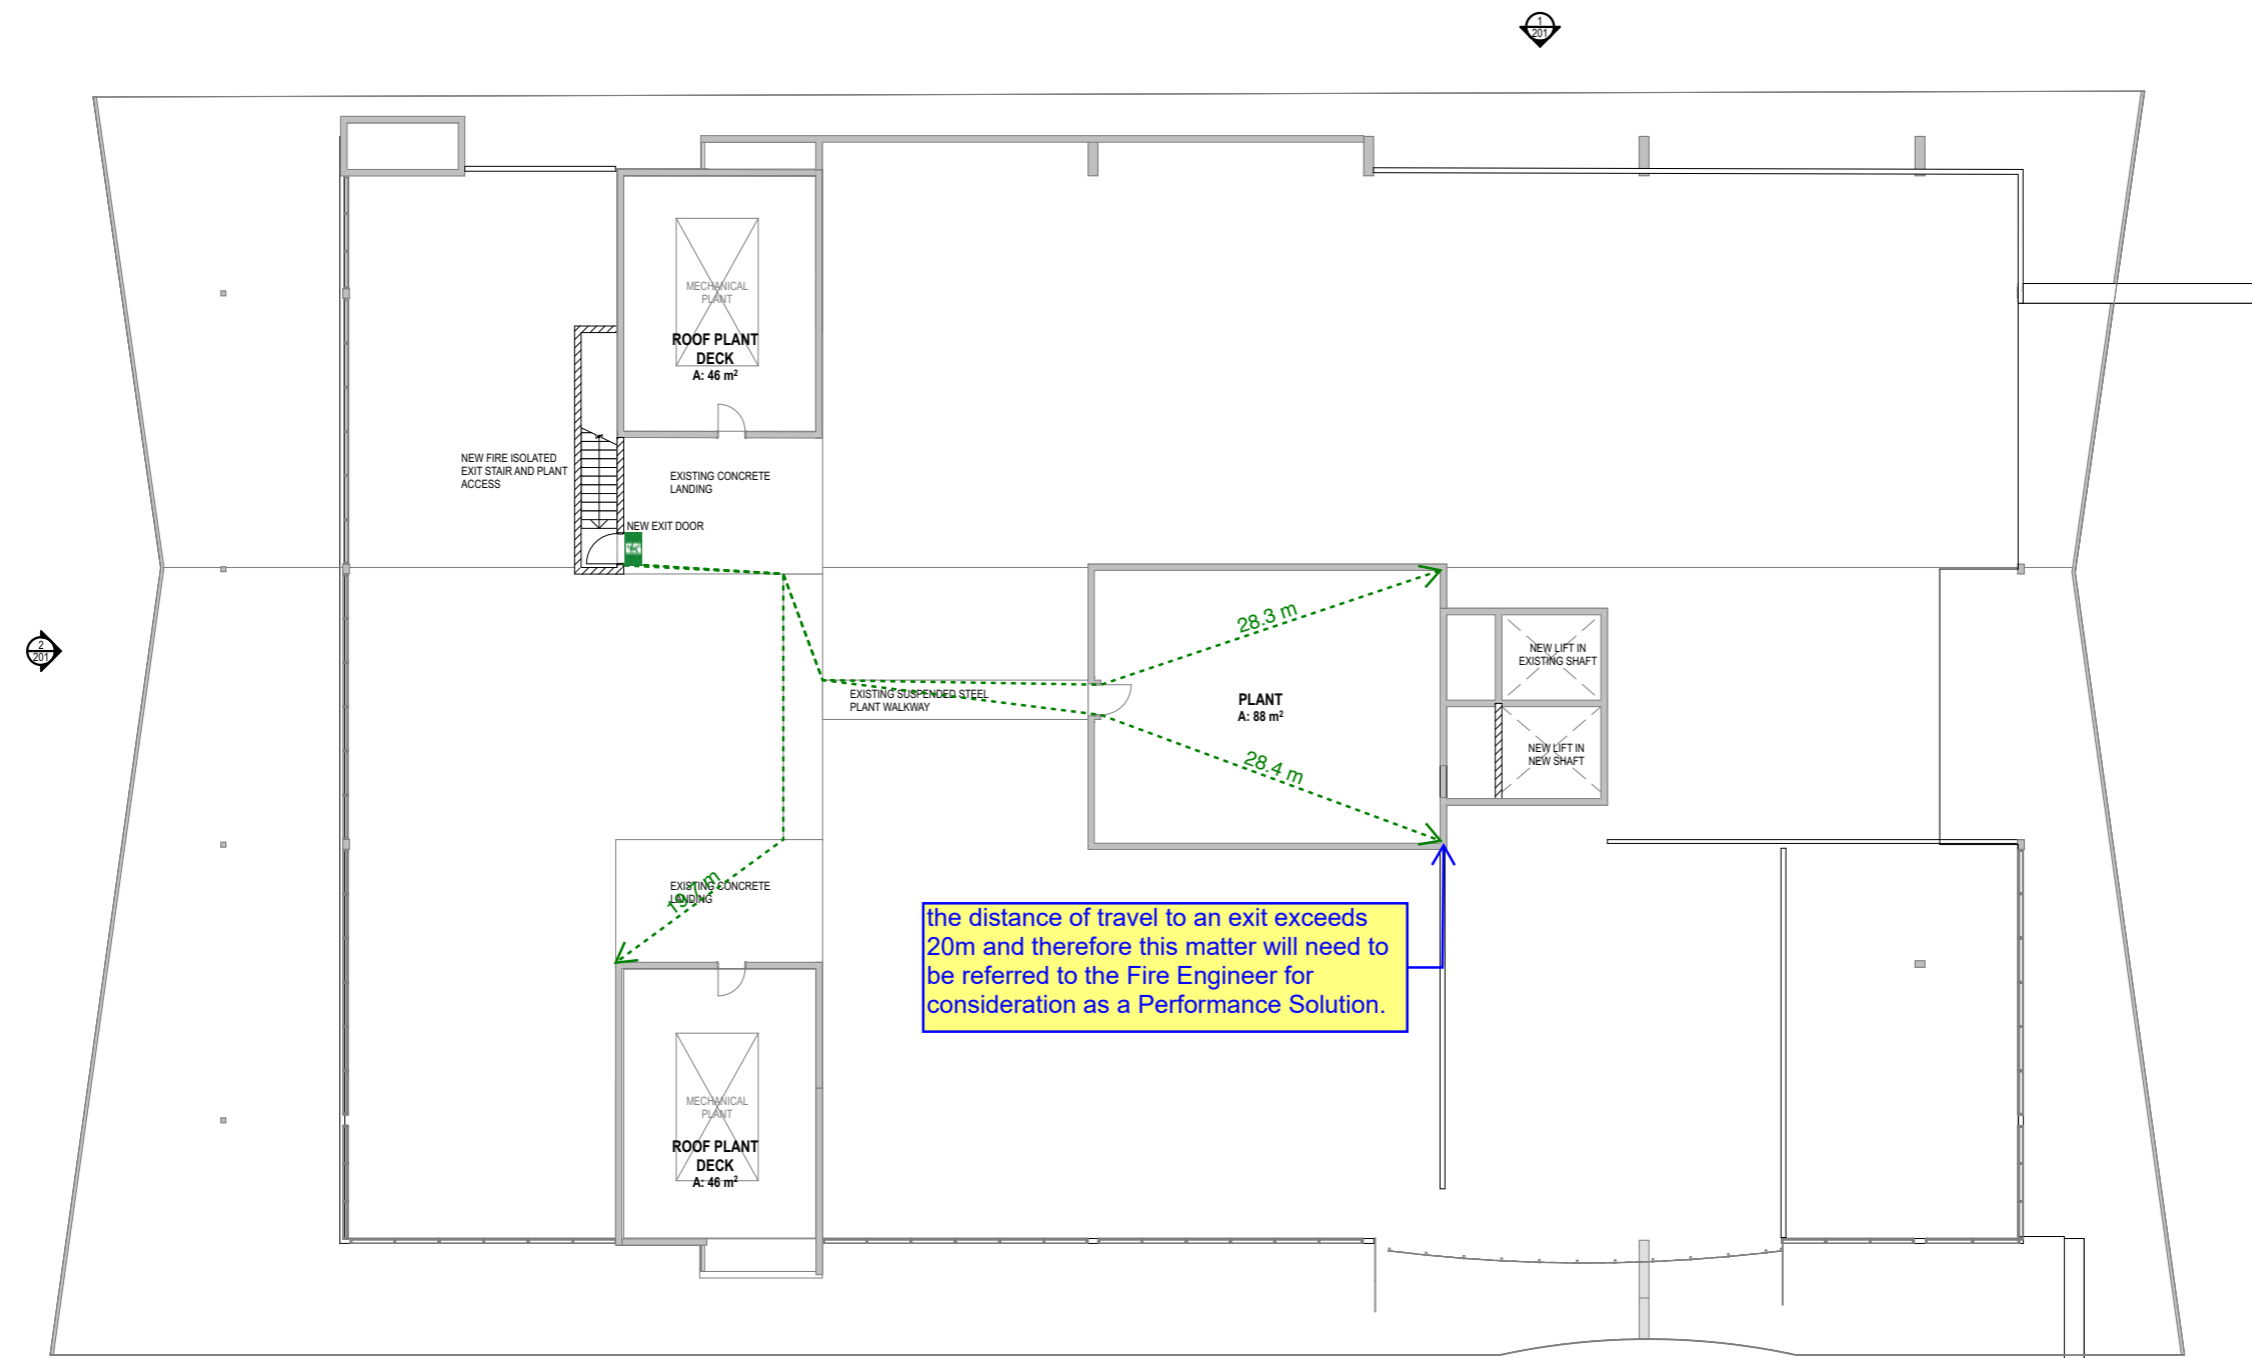 1
201
MECHANICAL
PLANT
ROOF PLANT
DECK
A: 46 m²
NEW FIRE ISOLATED
EXIT STAIR AND PLANT
ACCESS
EXISTING CONCRETE
LANDING
NEW EXIT DOOR
28.3 m
2
201
NEW LIFT IN
EXISTING SHAFT
EXISTING SUSPENDED STEEL
PLANT WALKWAY
PLANT
A: 88 m²
28.4 m
NEW LIFT IN
NEW SHAFT
19.7 m
EXISTING CONCRETE
LANDING
the distance of travel to an exit exceeds
20m and therefore this matter will need to
be referred to the Fire Engineer for
consideration as a Performance Solution.
MECHANICAL
PLANT
ROOF PLANT
DECK
A: 46 m²